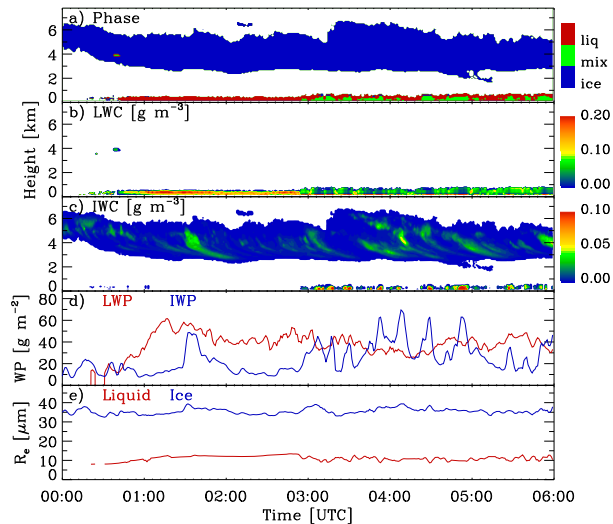 a) Phase
6
4
2
0
liq
mix
ice
b) LWC [g m⁻³]
6
4
2
0
0.20
0.10
0.00
Height [km]
c) IWC [g m⁻³]
6
4
2
0
0.10
0.05
0.00
d) LWP IWP
80
60
40
20
0
WP [g m⁻²]
e) Liquid Ice
50
40
30
20
10
0
Rₑ [μm]
00:00 01:00 02:00 03:00 04:00 05:00 06:00
Time [UTC]